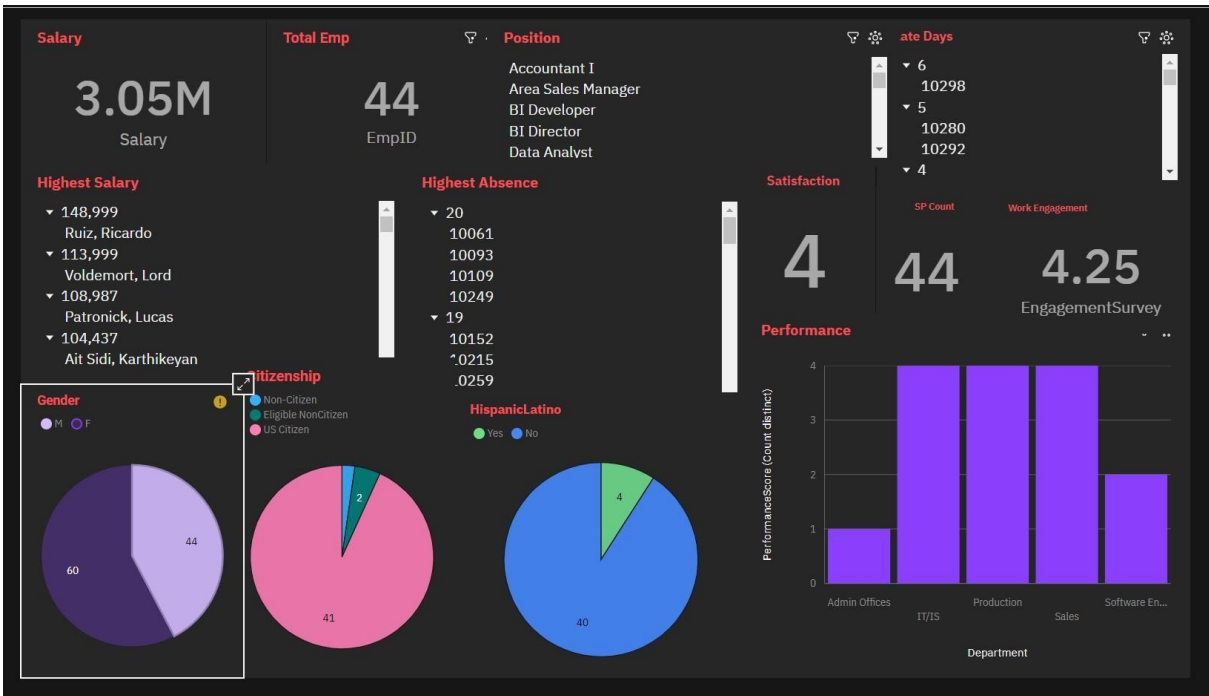 Salary
3.05M
Salary
Total Emp
44
EmpID
Position
Accountant I
Area Sales Manager
BI Developer
BI Director
Data Analyst
ate Days
6
10298
5
10280
10292
4
Highest Salary
148,999
Ruiz, Ricardo
113,999
Voldemort, Lord
108,987
Patronick, Lucas
104,437
Ait Sidi, Karthikeyan
Highest Absence
20
10061
10093
10109
10249
19
10152
10215
10259
Satisfaction
4
SP Count
44
Work Engagement
4.25
EngagementSurvey
Gender
M F
44
60
Citizenship
Non-Citizen
Eligible NonCitizen
US Citizen
2
41
HispanicLatino
Yes No
4
40
Performance
PerformanceScore (Count distinct)
4
3
2
1
0
Admin Offices
IT/IS
Production
Sales
Software En...
Department